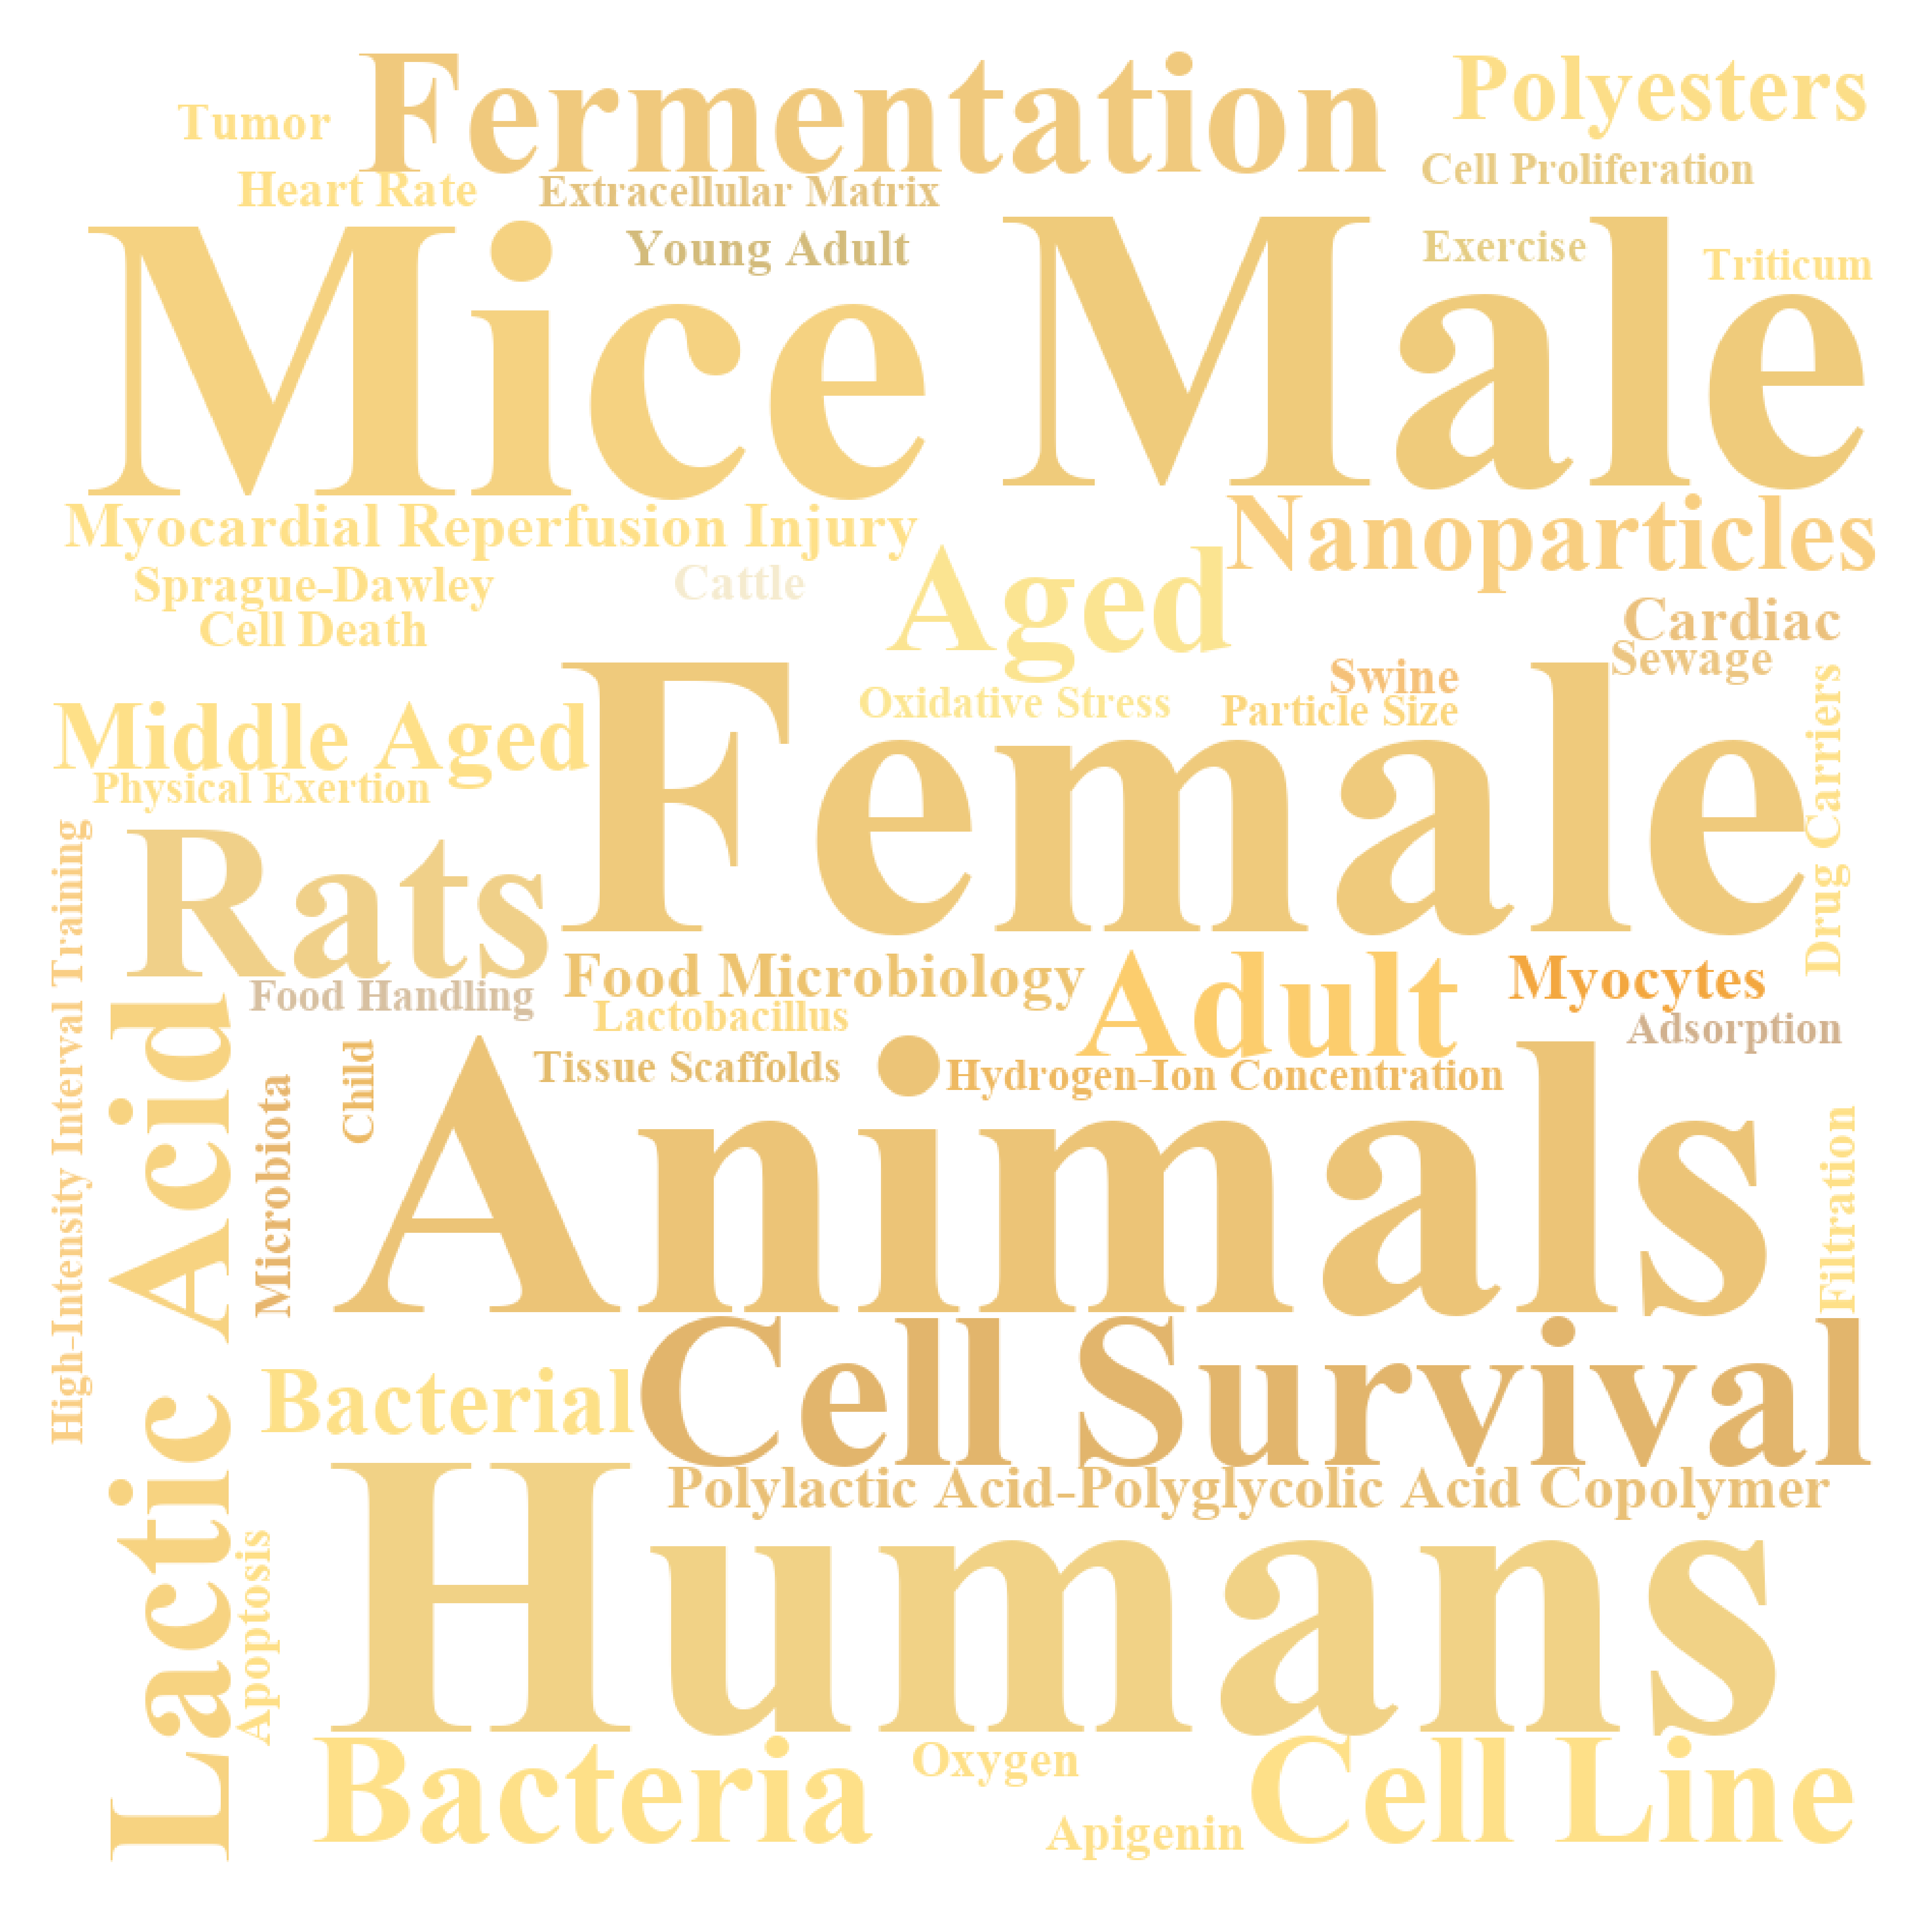 Fermentation
Polyesters
Tumor
Cell Proliferation
Heart Rate
Extracellular Matrix
Mice
Male
Young Adult
Exercise
Triticum
Myocardial Reperfusion Injury
Nanoparticles
Sprague-Dawley
Cattle
Aged
Cell Death
Cardiac
Sewage
Female
Swine
Oxidative Stress
Particle Size
Middle Aged
Physical Exertion
Drug Carriers
Rats
High-Intensity Interval Training
Food Microbiology
Adult
Myocytes
Food Handling
Lactobacillus
Adsorption
Lactic Acid
Microbiota
Child
Tissue Scaffolds
Hydrogen-Ion Concentration
Animals
Filtration
Cell Survival
Bacterial
Humans
Polylactic Acid-Polyglycolic Acid Copolymer
Apoptosis
Bacteria
Oxygen
Cell Line
Apigenin